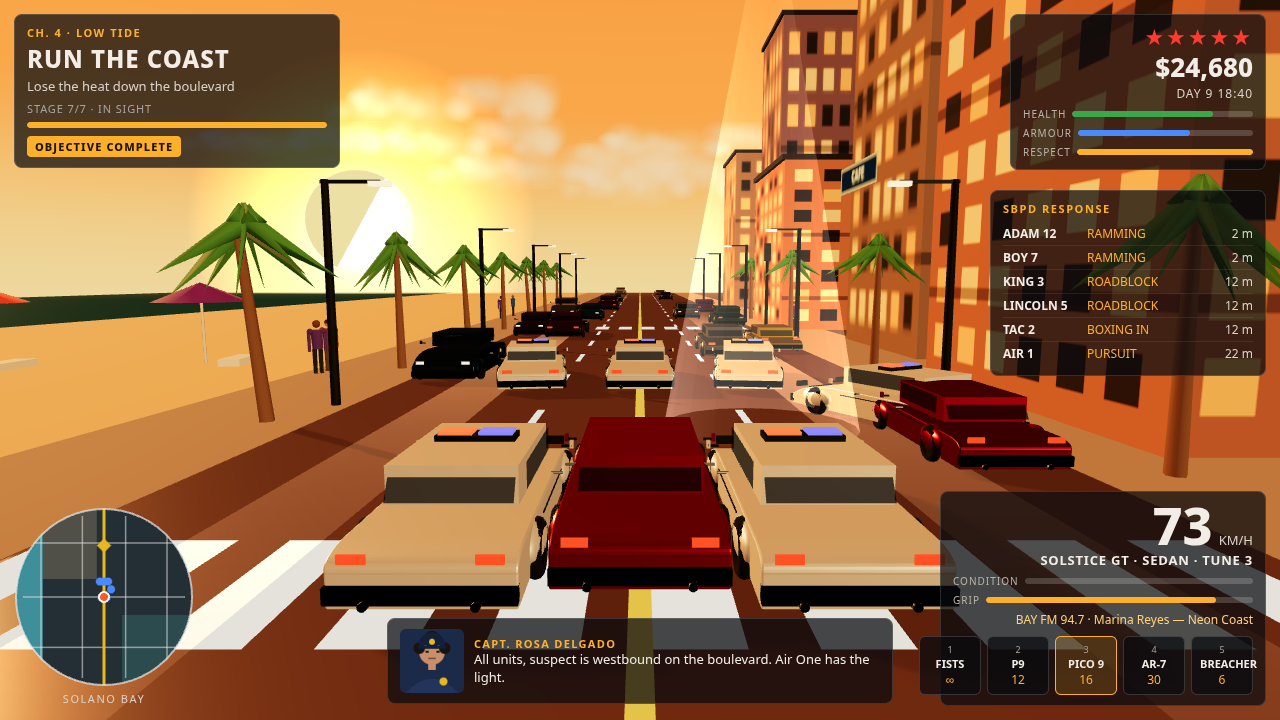 CH. 4 · LOW TIDE
RUN THE COAST
Lose the heat down the boulevard
STAGE 7/7 · IN SIGHT
OBJECTIVE COMPLETE
★★★★★
$24,680
DAY 9 18:40
HEALTH
ARMOUR
RESPECT
CAFE
SBPD RESPONSE
ADAM 12 RAMMING 2 m
BOY 7 RAMMING 2 m
KING 3 ROADBLOCK 12 m
LINCOLN 5 ROADBLOCK 12 m
TAC 2 BOXING IN 12 m
AIR 1 PURSUIT 22 m
73 KM/H
SOLSTICE GT · SEDAN · TUNE 3
CONDITION
GRIP
BAY FM 94.7 · Marina Reyes — Neon Coast
1 2 3 4 5
FISTS P9 PICO 9 AR-7 BREACHER
∞ 12 16 30 6
CAPT. ROSA DELGADO
All units, suspect is westbound on the boulevard. Air One has the
light.
SOLANO BAY